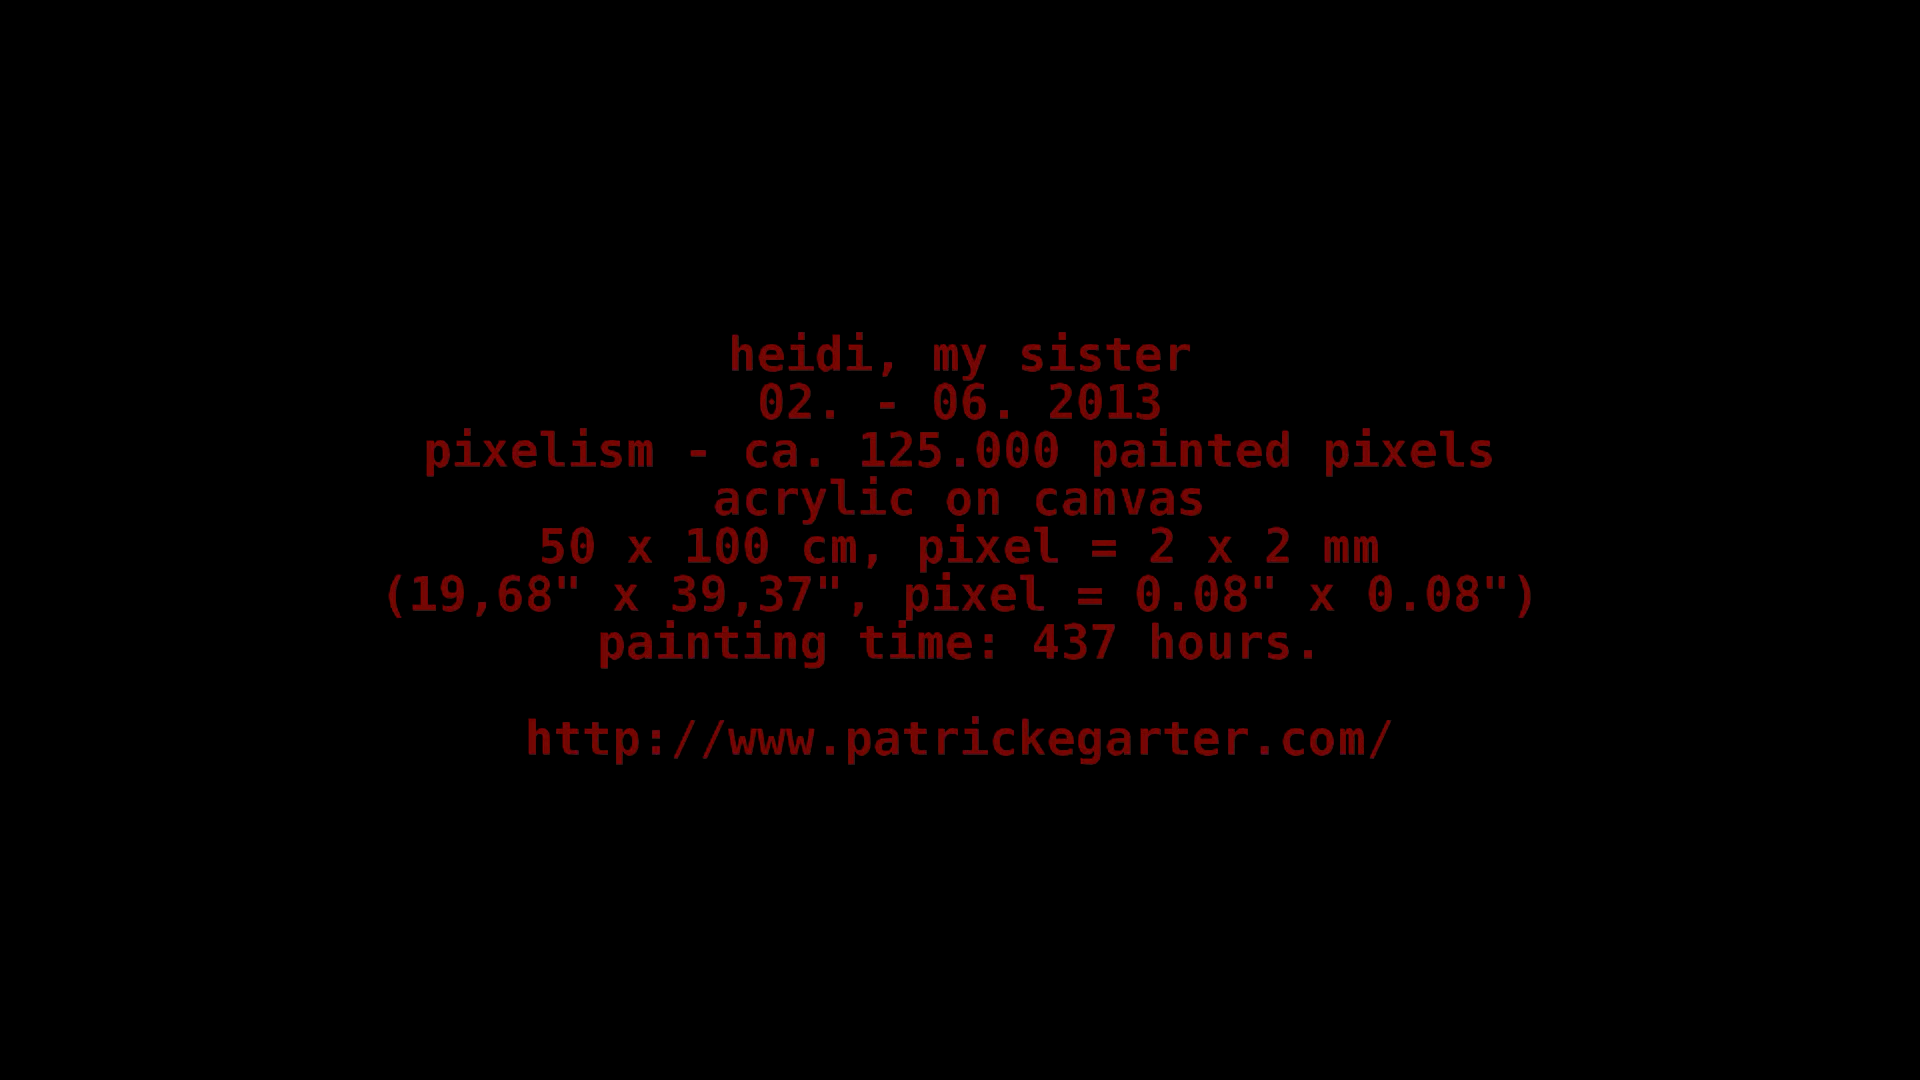 heidi, my sister
02. - 06. 2013
pixelism - ca. 125.000 painted pixels
acrylic on canvas
50 x 100 cm, pixel = 2 x 2 mm
(19,68" x 39,37", pixel = 0.08" x 0.08")
painting time: 437 hours.
http://www.patrickegarter.com/